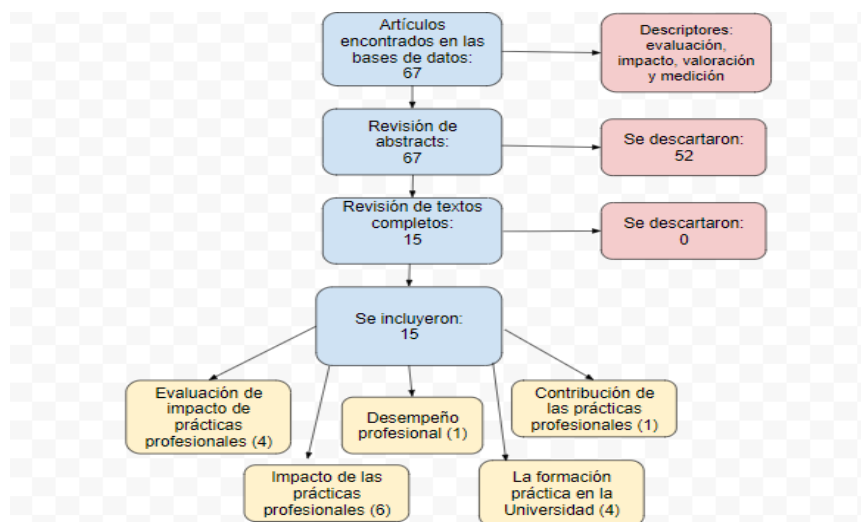 Artículos
encontrados en las
bases de datos:
67
Descriptores:
evaluación,
impacto, valoración
y medición
Revisión de
abstracts:
67
Se descartaron:
52
Revisión de textos
completos:
15
Se descartaron:
0
Se incluyeron:
15
Evaluación de
impacto de
prácticas
profesionales (4)
Desempeño
profesional (1)
Contribución de
las prácticas
profesionales (1)
Impacto de las
prácticas
profesionales (6)
La formación
práctica en la
Universidad (4)